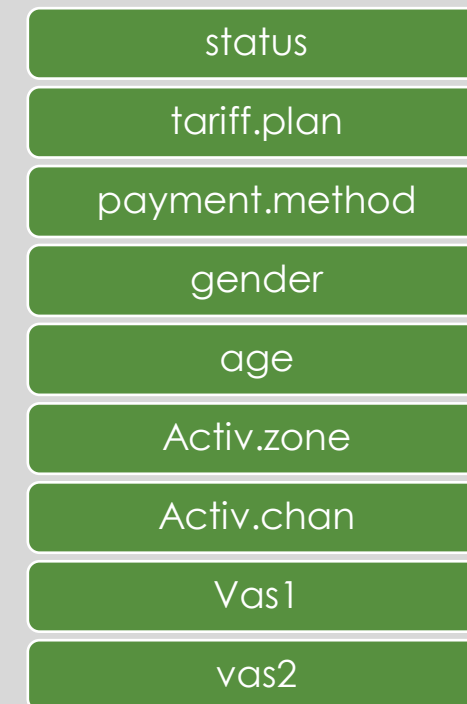 status
tariff.plan
payment.method
gender
age
Activ.zone
Activ.chan
Vas1
vas2